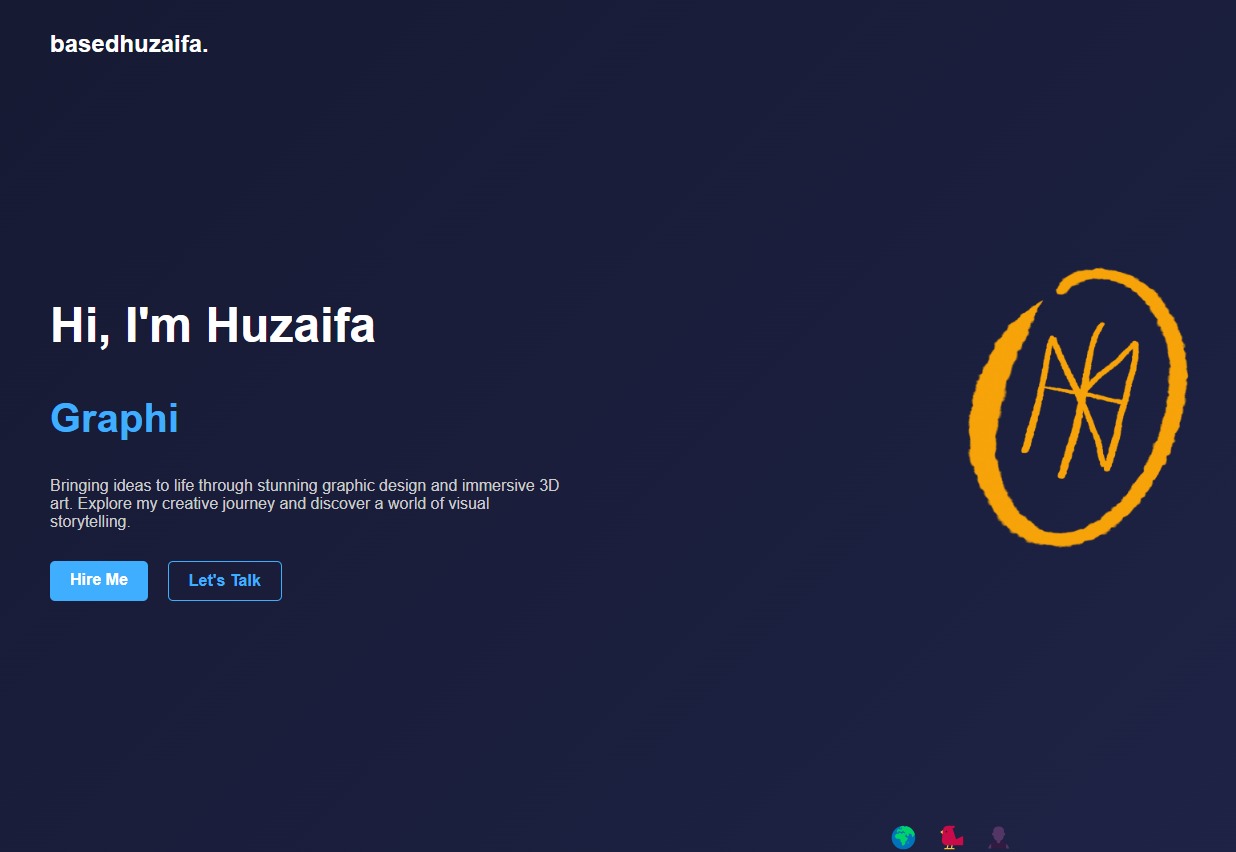 basedhuzaifa.
Hi, I'm Huzaifa
Graphi
Bringing ideas to life through stunning graphic design and immersive 3D
art. Explore my creative journey and discover a world of visual
storytelling.
Hire Me
Let's Talk